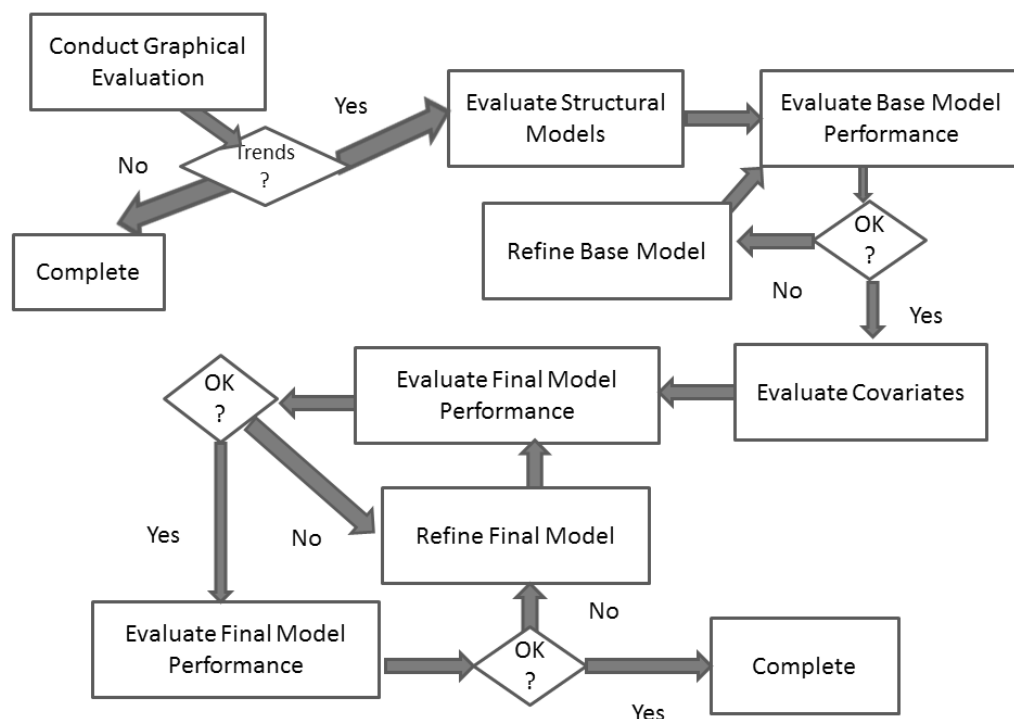 Conduct Graphical
Evaluation
Trends
?
Yes
No
Complete
Evaluate Structural
Models
Evaluate Base Model
Performance
OK
?
No
Refine Base Model
Yes
Evaluate Covariates
Evaluate Final Model
Performance
OK
?
Yes
No
Refine Final Model
Evaluate Final Model
Performance
OK
?
No
Yes
Complete